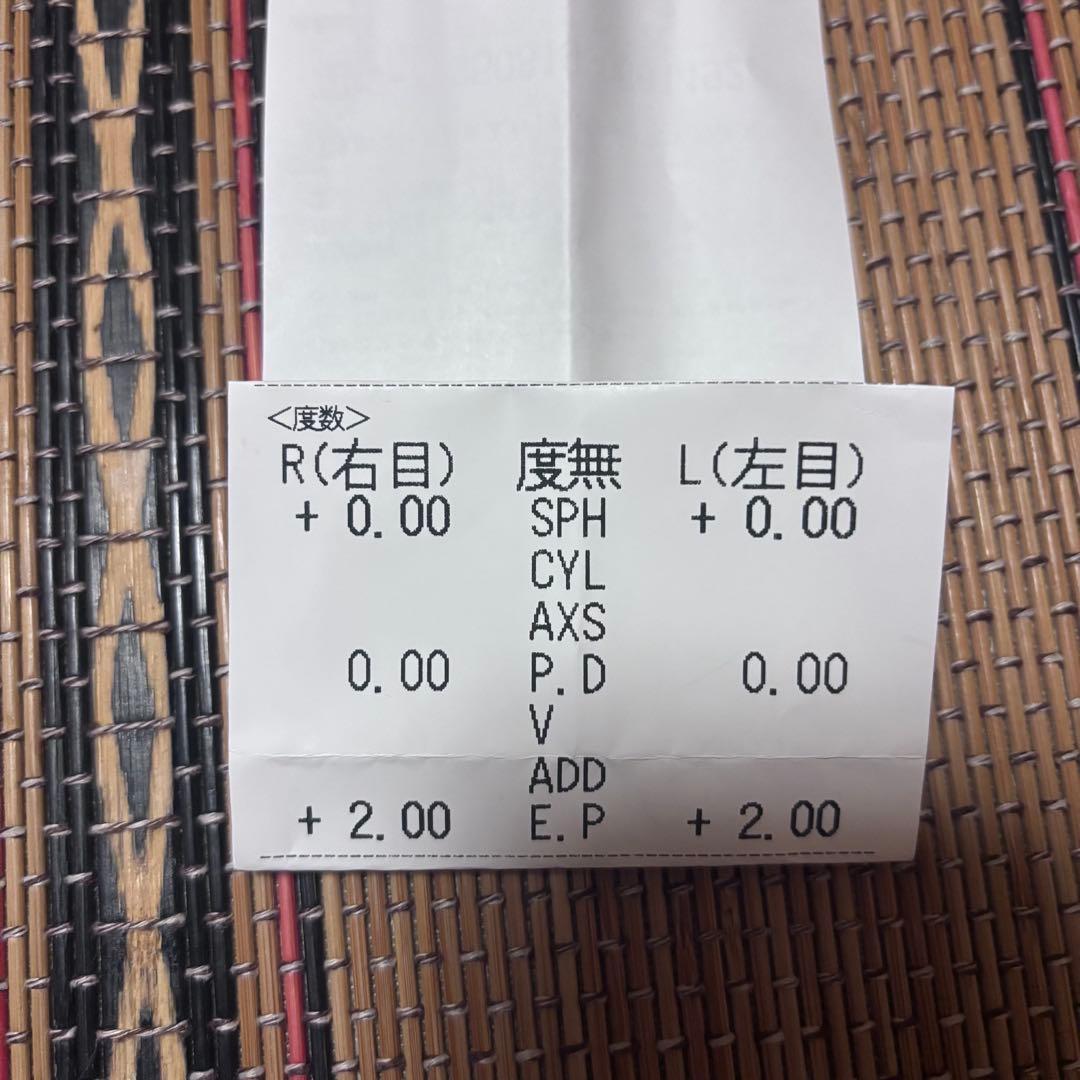 <度数>
R(右目) 度無 L(左目)
+ 0.00 SPH + 0.00
CYL
AXS
0.00 P.D 0.00
V
ADD
+ 2.00 E.P + 2.00